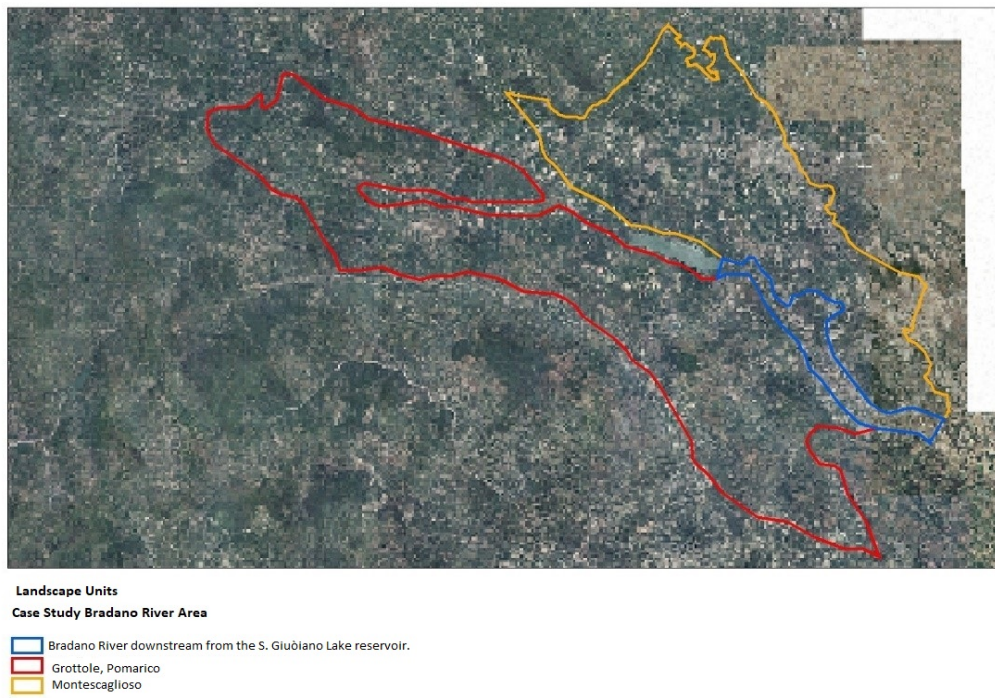 Landscape Units
Case Study Bradano River Area
Bradano River downstream from the S. Giuòiano Lake reservoir.
Grottole, Pomarico
Montescaglioso